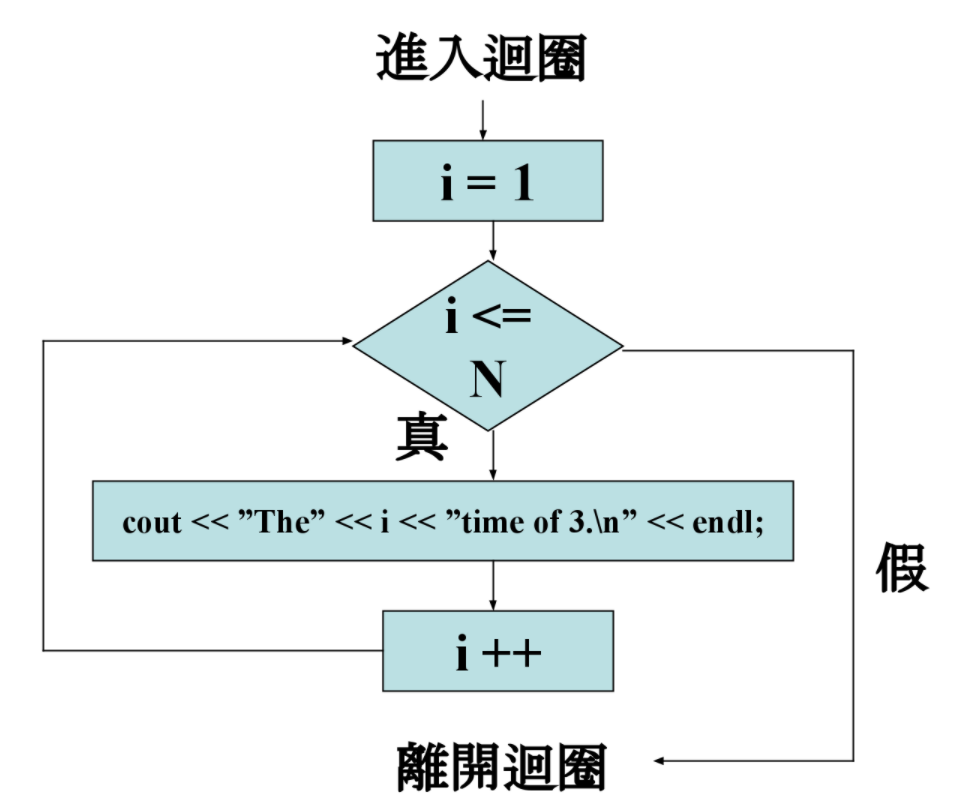 進入迴圈
i = 1
i <=
N
真
cout << ”The” << i << ”time of 3.\n” << endl;
假
i ++
離開迴圈